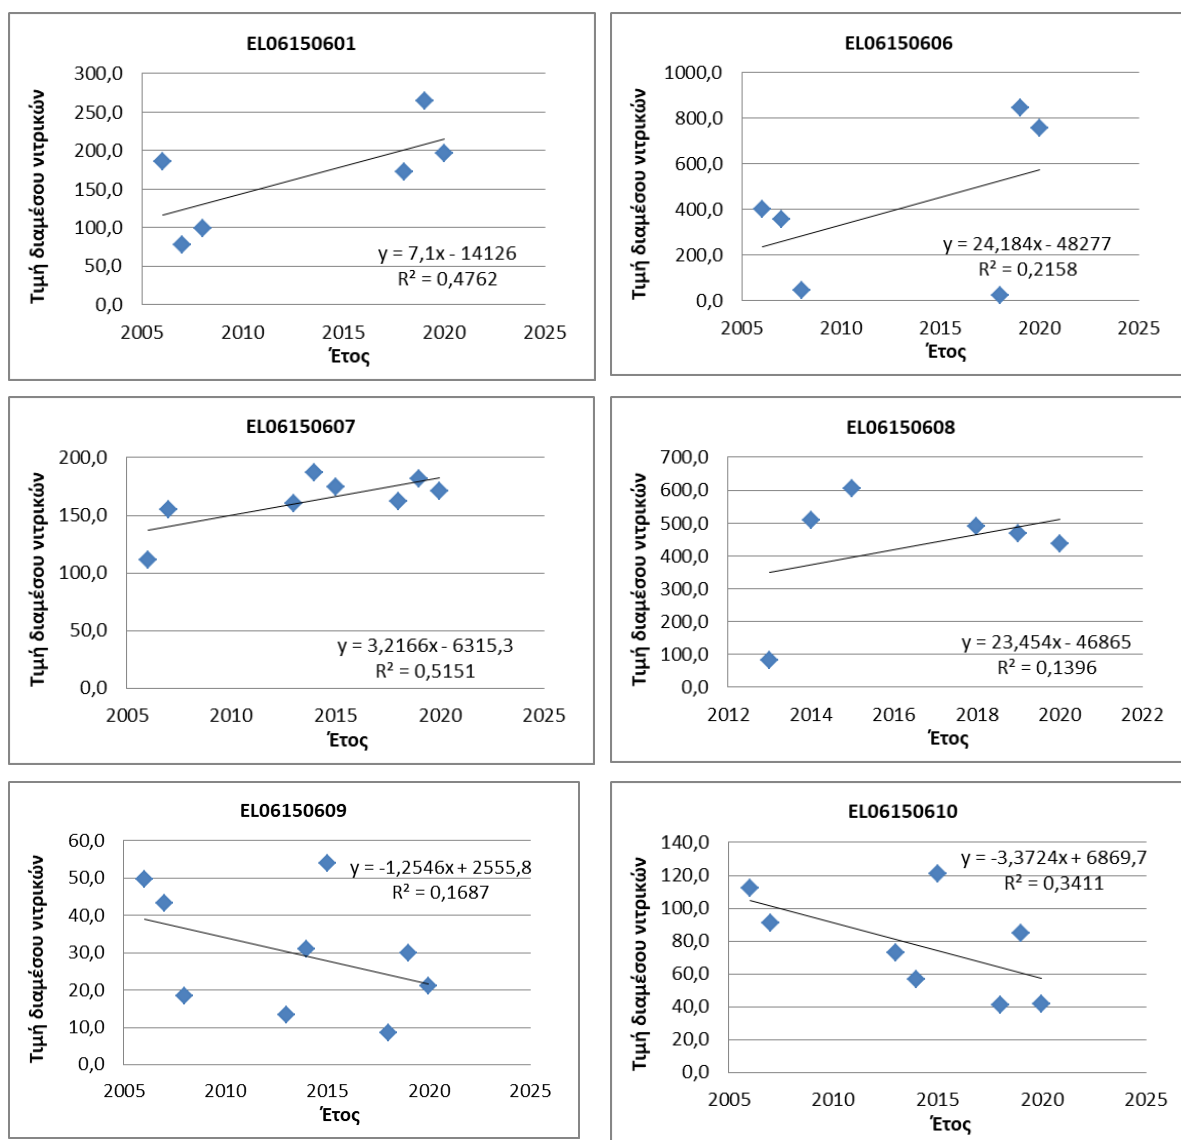 EL06150601
300,0
250,0
200,0
150,0
100,0
50,0
0,0
2005 2010 2015 2020 2025
Τιμή διαμέσου νιτρικών
Έτος
y = 7,1x - 14126
R² = 0,4762
EL06150606
1000,0
800,0
600,0
400,0
200,0
0,0
2005 2010 2015 2020 2025
Τιμή διαμέσου νιτρικών
Έτος
y = 24,184x - 48277
R² = 0,2158
EL06150607
200,0
150,0
100,0
50,0
0,0
2005 2010 2015 2020 2025
Τιμή διαμέσου νιτρικών
Έτος
y = 3,2166x - 6315,3
R² = 0,5151
EL06150608
700,0
600,0
500,0
400,0
300,0
200,0
100,0
0,0
2012 2014 2016 2018 2020 2022
Τιμή διαμέσου νιτρικών
Έτος
y = 23,454x - 46865
R² = 0,1396
EL06150609
60,0
50,0
40,0
30,0
20,0
10,0
0,0
2005 2010 2015 2020 2025
Τιμή διαμέσου νιτρικών
Έτος
y = -1,2546x + 2555,8
R² = 0,1687
EL06150610
140,0
120,0
100,0
80,0
60,0
40,0
20,0
0,0
2005 2010 2015 2020 2025
Τιμή διαμέσου νιτρικών
Έτος
y = -3,3724x + 6869,7
R² = 0,3411